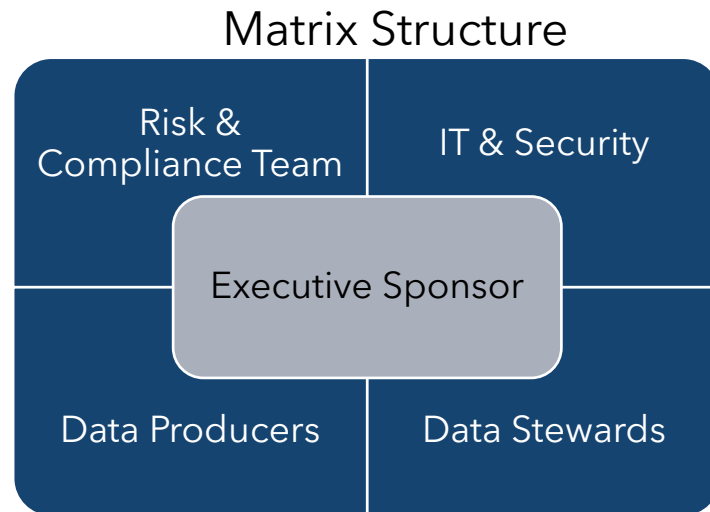 Matrix Structure
Risk &
Compliance Team
IT & Security
Executive Sponsor
Data Producers
Data Stewards